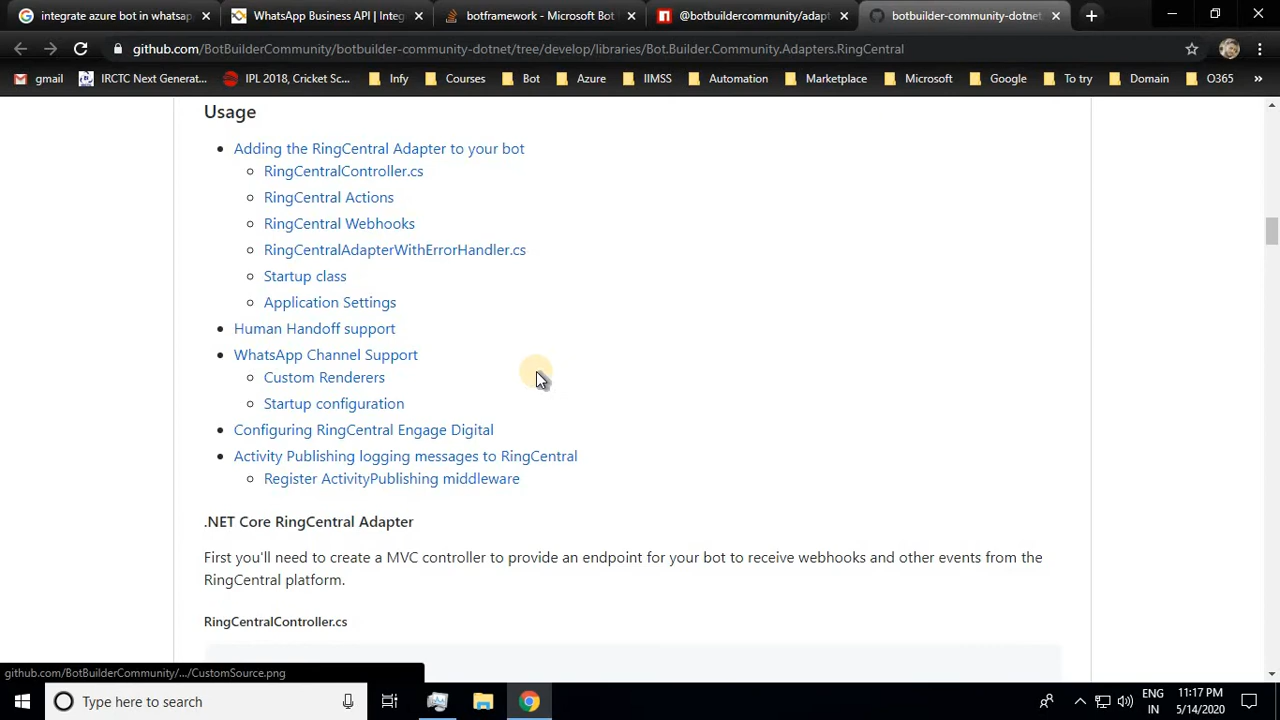 integrate azure bot in whatsap
WhatsApp Business API | Integ
botframework - Microsoft Bot
@botbuildercommunity/adapt
botbuilder-community-dotnet
github.com/BotBuilderCommunity/botbuilder-community-dotnet/tree/develop/libraries/Bot.Builder.Community.Adapters.RingCentral
gmail IRCTC Next Generat... IPL 2018, Cricket Sc... Infy Courses Bot Azure IIMSS Automation Marketplace Microsoft Google To try Domain O365 »
Usage
Adding the RingCentral Adapter to your bot
RingCentralController.cs
RingCentral Actions
RingCentral Webhooks
RingCentralAdapterWithErrorHandler.cs
Startup class
Application Settings
Human Handoff support
WhatsApp Channel Support
Custom Renderers
Startup configuration
Configuring RingCentral Engage Digital
Activity Publishing logging messages to RingCentral
Register ActivityPublishing middleware
.NET Core RingCentral Adapter
First you'll need to create a MVC controller to provide an endpoint for your bot to receive webhooks and other events from the
RingCentral platform.
RingCentralController.cs
github.com/BotBuilderCommunity/.../CustomSource.png
Type here to search
ENG
IN
11:17 PM
5/14/2020